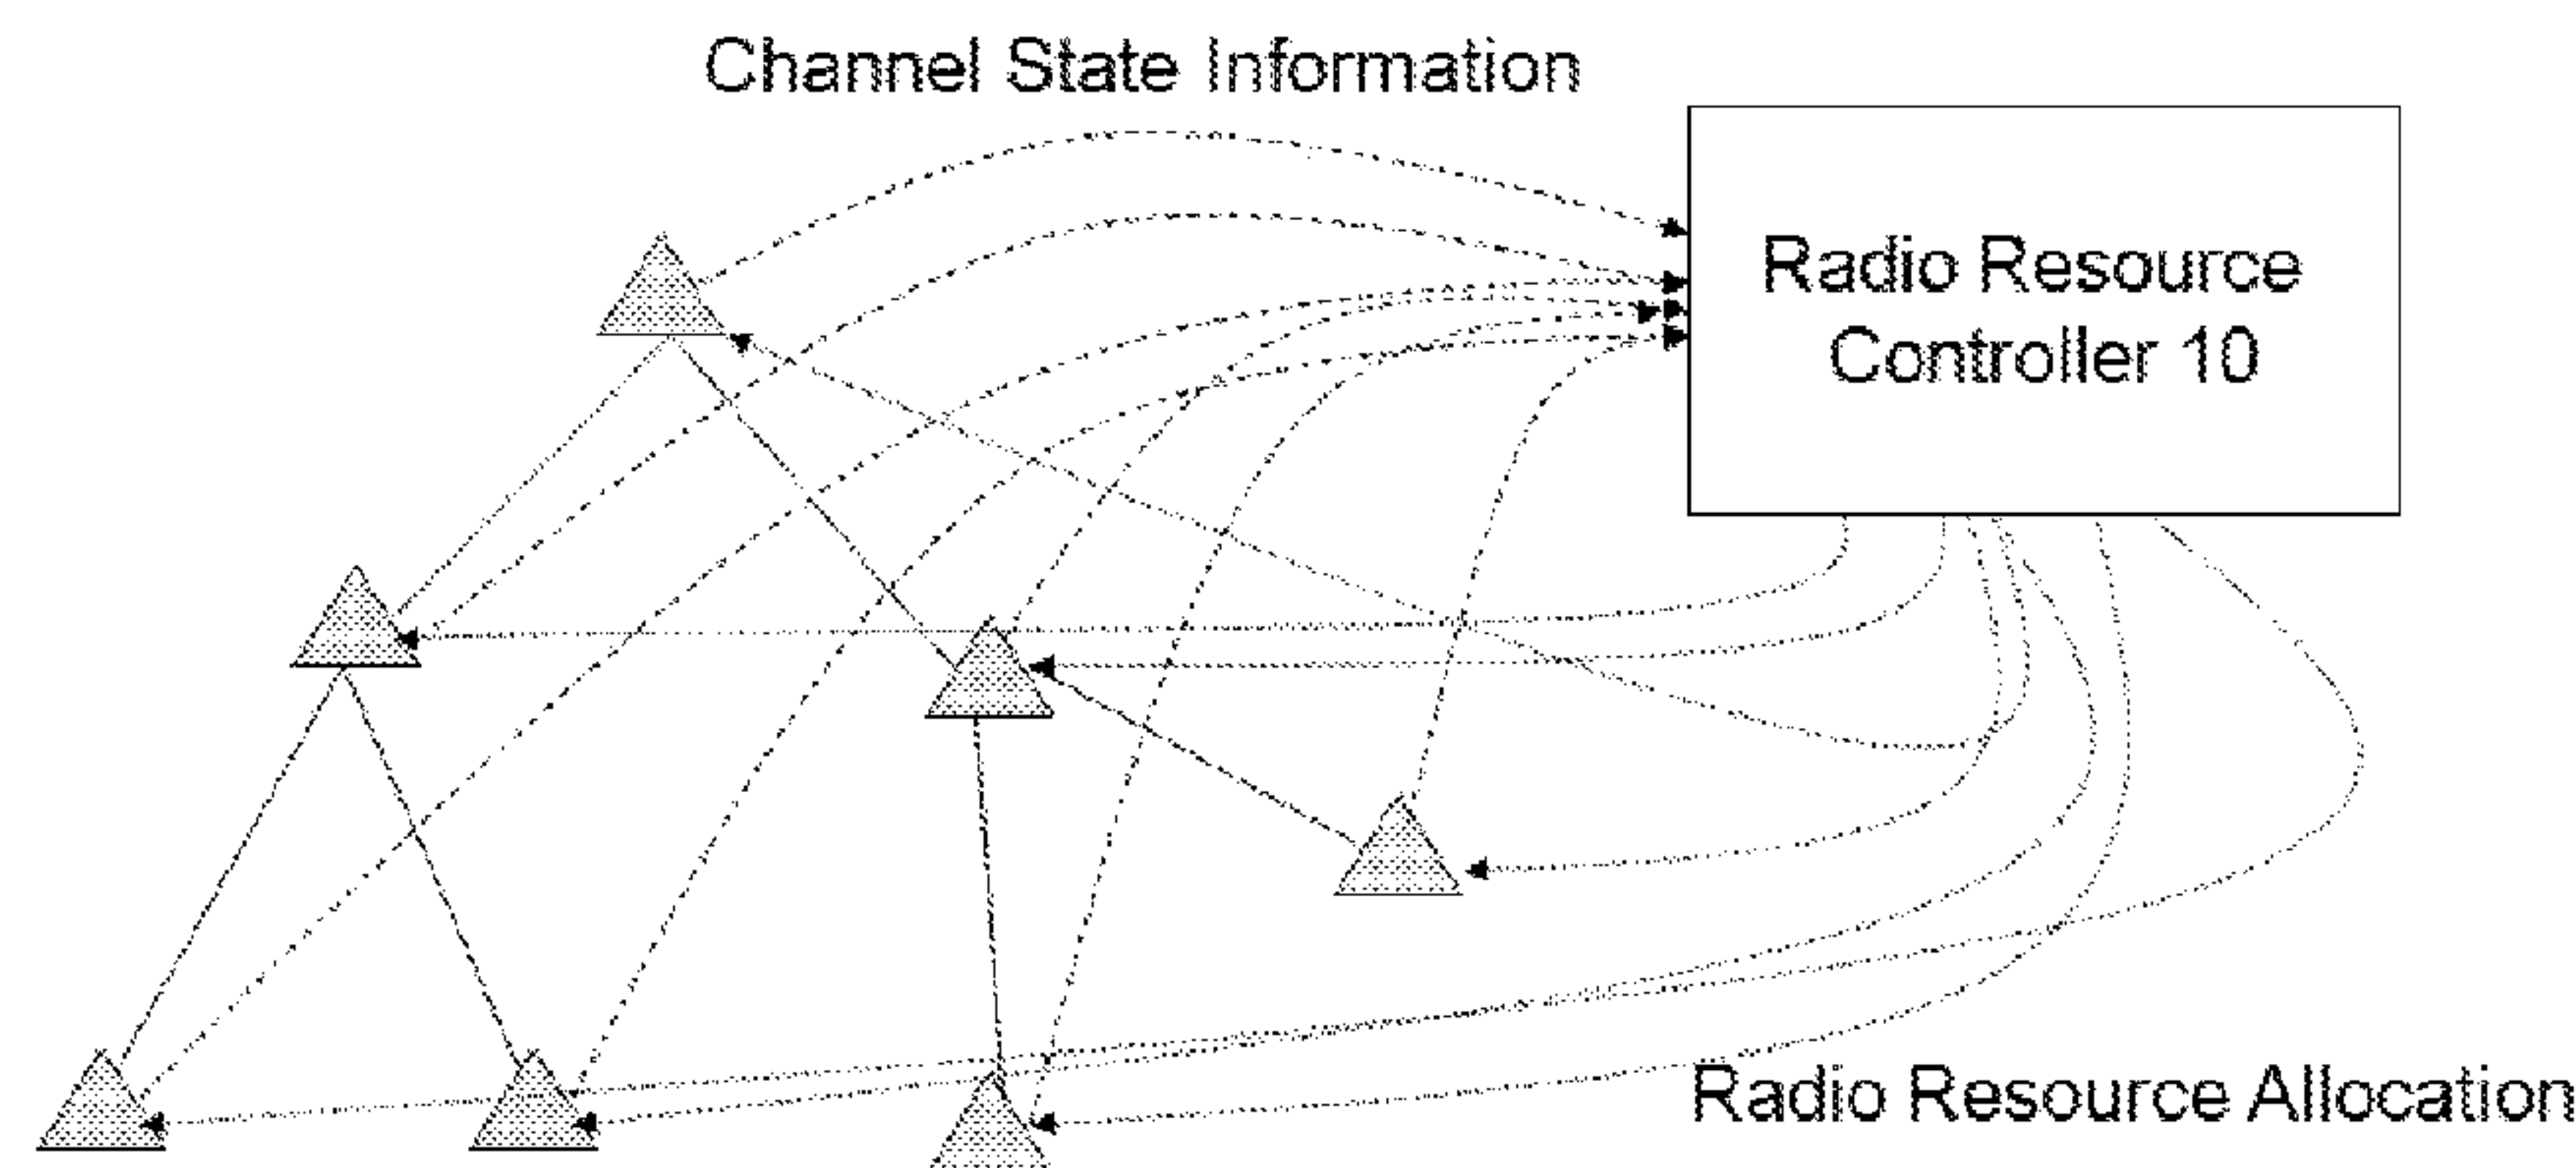 Channel State Information
Radio Resource
Controller 10
Radio Resource Allocation